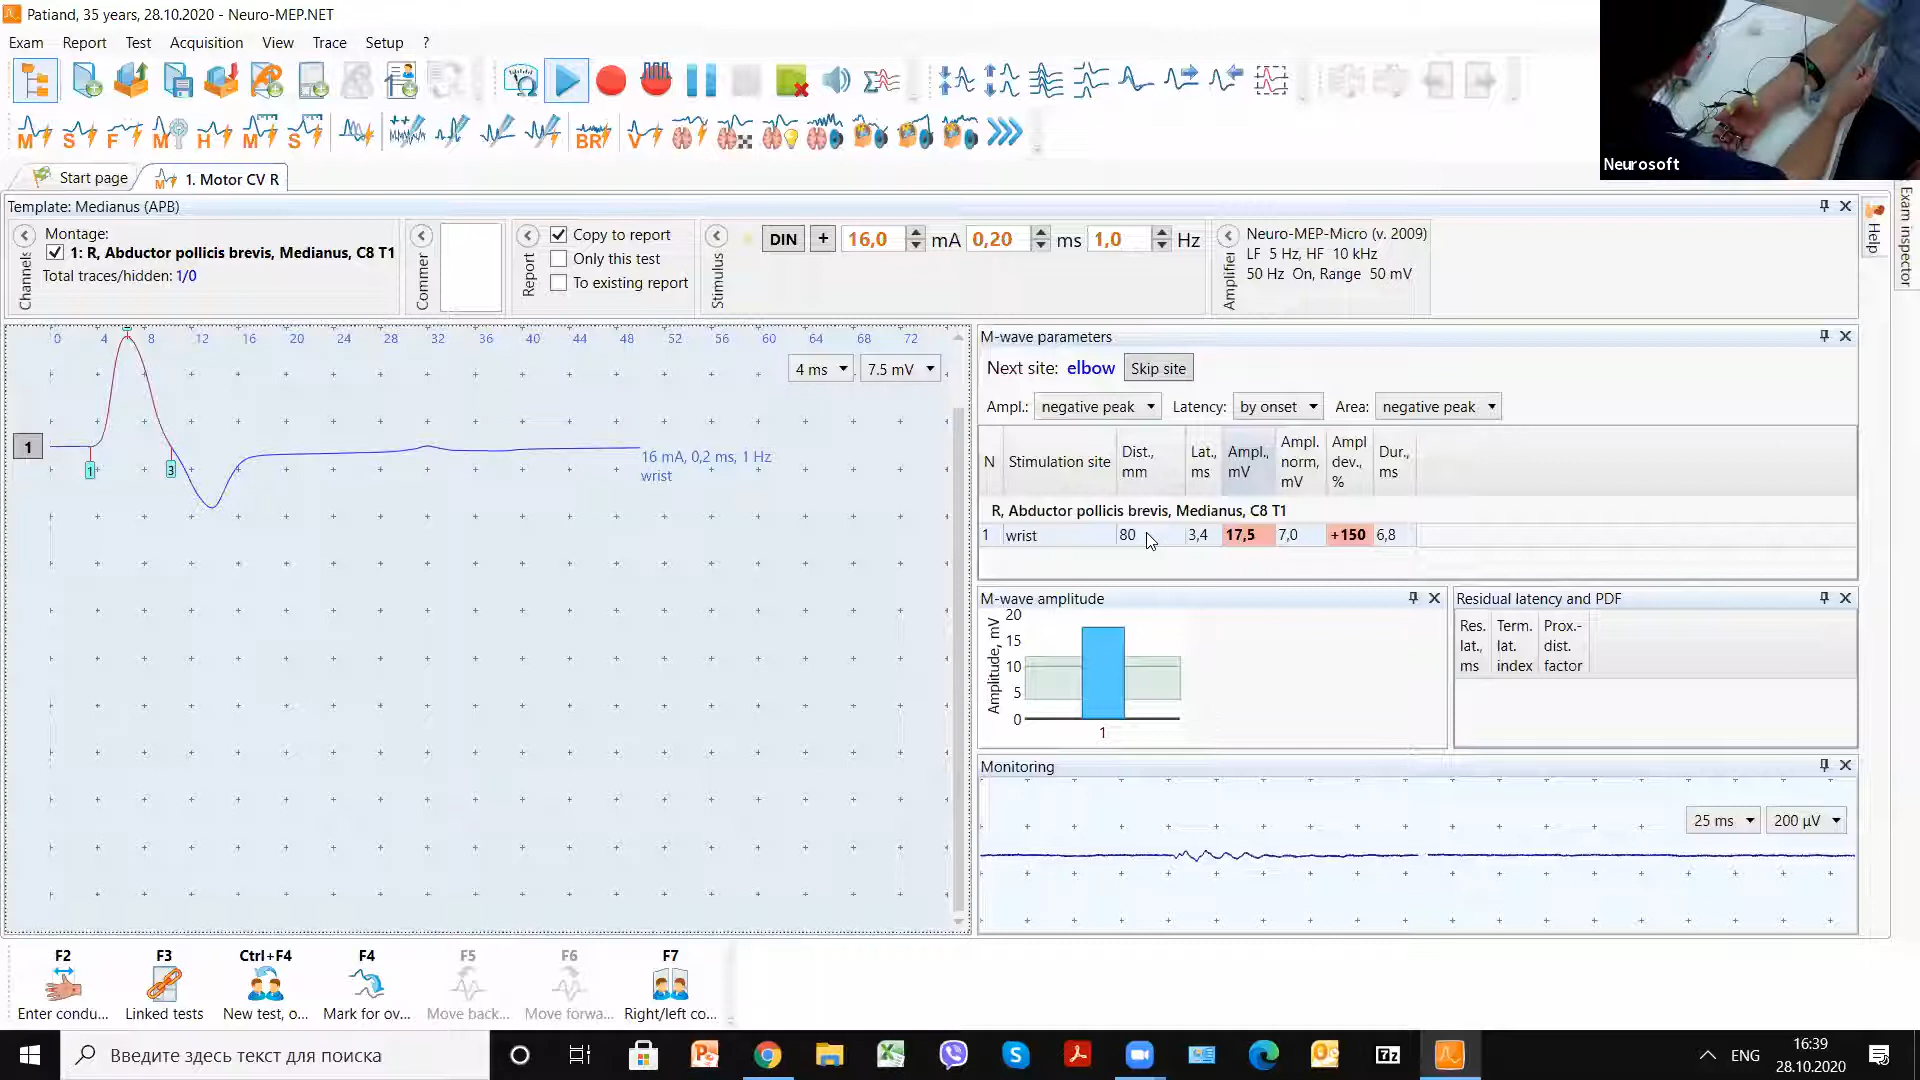 Patiand, 35 years, 28.10.2020 - Neuro-MEP.NET
Exam Report Test Acquisition View Trace Setup ?
Neurosoft
M S F M H M S BR V
Start page
1. Motor CV R
Template: Medianus (APB)
Channels
Montage:
1: R, Abductor pollicis brevis, Medianus, C8 T1
Total traces/hidden: 1/0
Commer
Report
Copy to report
Only this test
To existing report
Stimulus
DIN + 16,0 mA 0,20 ms 1,0 Hz
Amplifier
Neuro-MEP-Micro (v. 2009)
LF 5 Hz, HF 10 kHz
50 Hz On, Range 50 mV
Help
Exam inspector
0 4 8 12 16 20 24 28 32 36 40 44 48 52 56 60 64 68 72
4 ms 7.5 mV
1
1 3
16 mA, 0,2 ms, 1 Hz
wrist
M-wave parameters
Next site: elbow Skip site
Ampl.: negative peak Latency: by onset Area: negative peak
N Stimulation site Dist., mm Lat., ms Ampl., mV Ampl. norm, mV Ampl dev., % Dur., ms
R, Abductor pollicis brevis, Medianus, C8 T1
1 wrist 80 3,4 17,5 7,0 +150 6,8
M-wave amplitude
Amplitude, mV
20
15
10
5
0
1
Residual latency and PDF
Res. lat., ms Term. lat. index Prox.- dist. factor
Monitoring
25 ms 200 µV
F2 F3 Ctrl+F4 F4 F5 F6 F7
Enter condu... Linked tests New test, o... Mark for ov... Move back... Move forwa... Right/left co...
Введите здесь текст для поиска
7z
ENG
16:39
28.10.2020